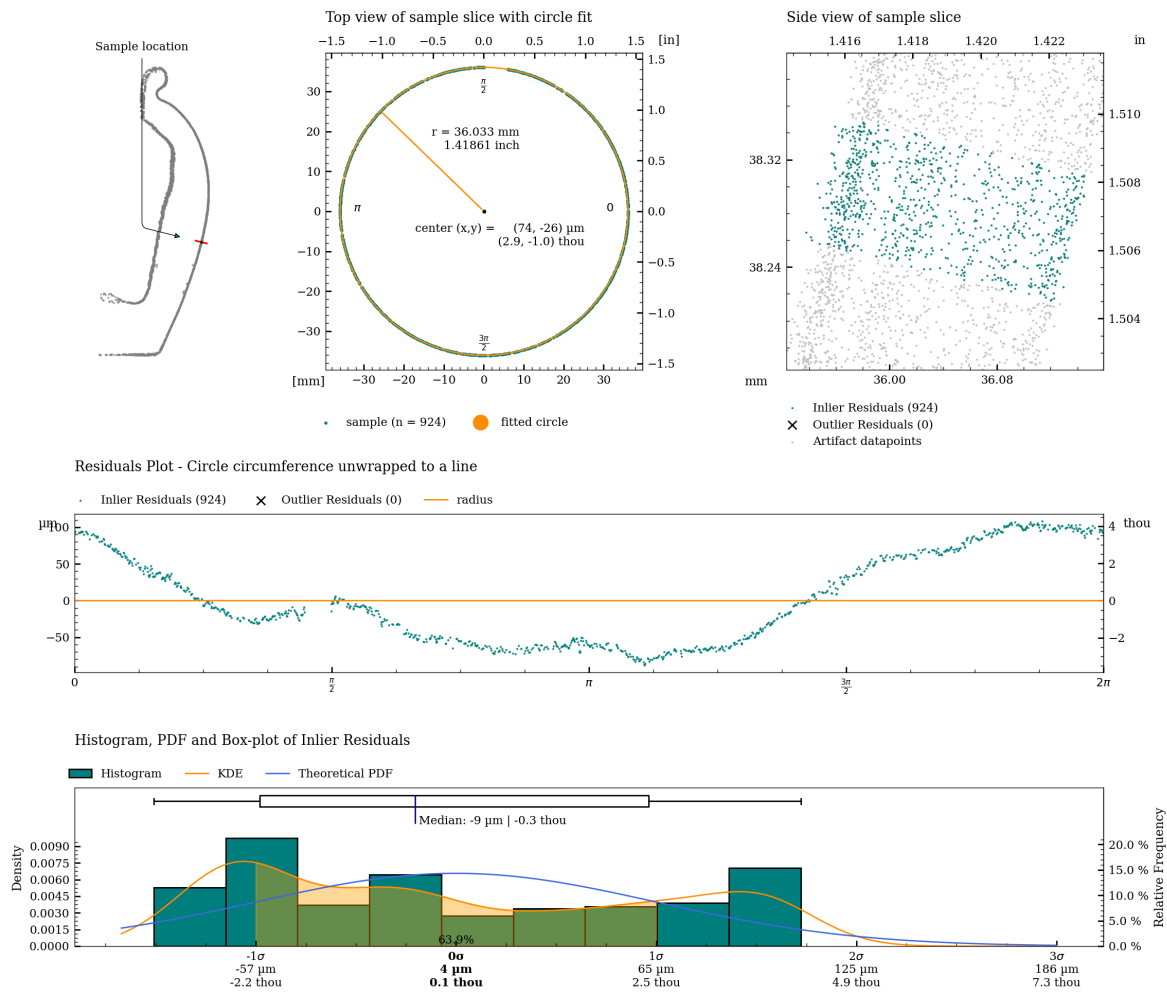 Sample location
Top view of sample slice with circle fit
−1.5 −1.0 −0.5 0.0 0.5 1.0 1.5 [in]
30
20
10
0
−10
−20
−30
1.5
1.0
0.5
0.0
−0.5
−1.0
−1.5
π/2
r = 36.033 mm
1.41861 inch
π
0
center (x,y) = (74, -26) µm
(2.9, -1.0) thou
3π/2
[mm] −30 −20 −10 0 10 20 30
sample (n = 924) fitted circle
Side view of sample slice
1.416 1.418 1.420 1.422 in
38.32
38.24
1.510
1.508
1.506
1.504
mm 36.00 36.08
Inlier Residuals (924)
Outlier Residuals (0)
Artifact datapoints
Residuals Plot - Circle circumference unwrapped to a line
Inlier Residuals (924) Outlier Residuals (0) radius
µm
100
50
0
−50
4 thou
2
0
−2
0 π/2 π 3π/2 2π
Histogram, PDF and Box-plot of Inlier Residuals
Histogram KDE Theoretical PDF
Median: -9 µm | -0.3 thou
Density
0.0090
0.0075
0.0060
0.0045
0.0030
0.0015
0.0000
20.0 %
15.0 %
10.0 %
5.0 %
0.0 %
Relative Frequency
63.9%
-1σ 0σ 1σ 2σ 3σ
-57 µm 4 µm 65 µm 125 µm 186 µm
-2.2 thou 0.1 thou 2.5 thou 4.9 thou 7.3 thou